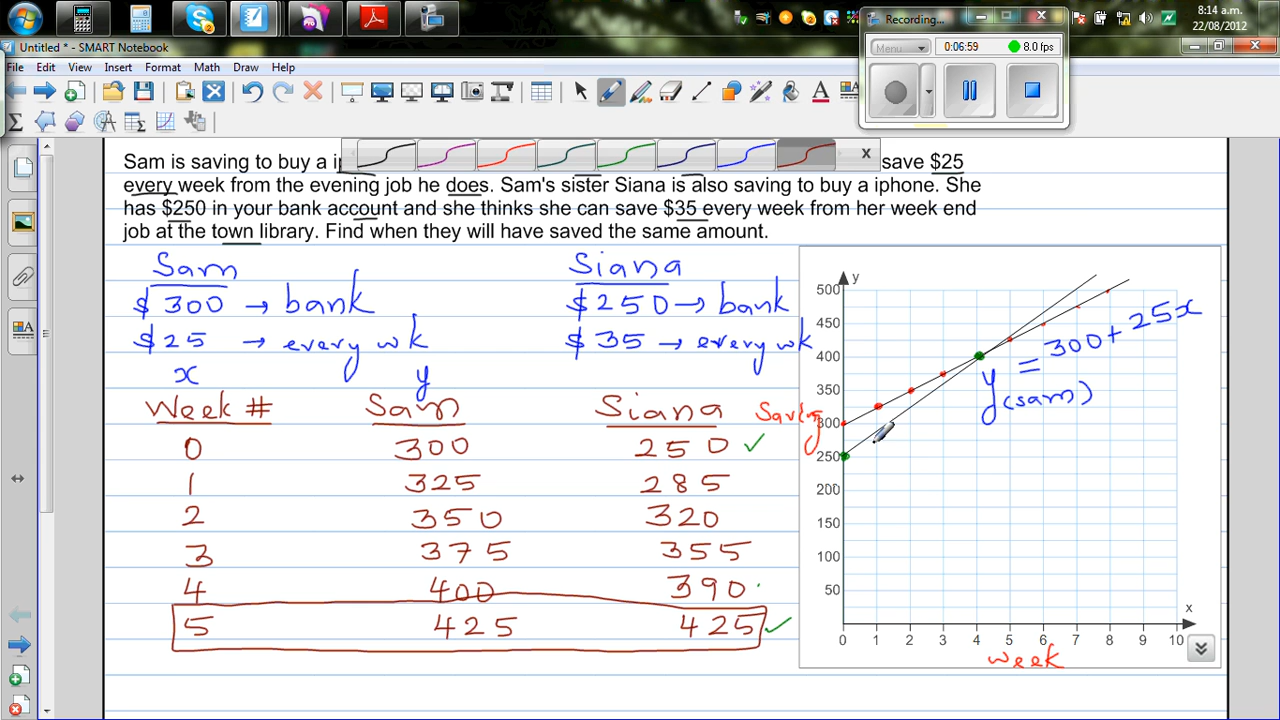 8:14 a.m.
22/08/2012
Recording...
Untitled * - SMART Notebook
Menu
0:06:59
8.0 fps
File Edit View Insert Format Math Draw Help
Sam is saving to buy a save $25
every week from the evening job he does. Sam's sister Siana is also saving to buy a iphone. She
has $250 in your bank account and she thinks she can save $35 every week from her week end
job at the town library. Find when they will have saved the same amount.
Sam Siana
$ 300 → bank $ 250 → bank
$ 25 → every wk $ 35 → every wk
x y
Week # Sam Siana
0 300 250 ✓
1 325 285
2 350 320
3 375 355
4 400 390
5 425 425 ✓
y
500
450
400
350
300
250
200
150
100
50
Saving
y = 300+25x
(Sam)
x
0 1 2 3 4 5 6 7 8 9 10
week